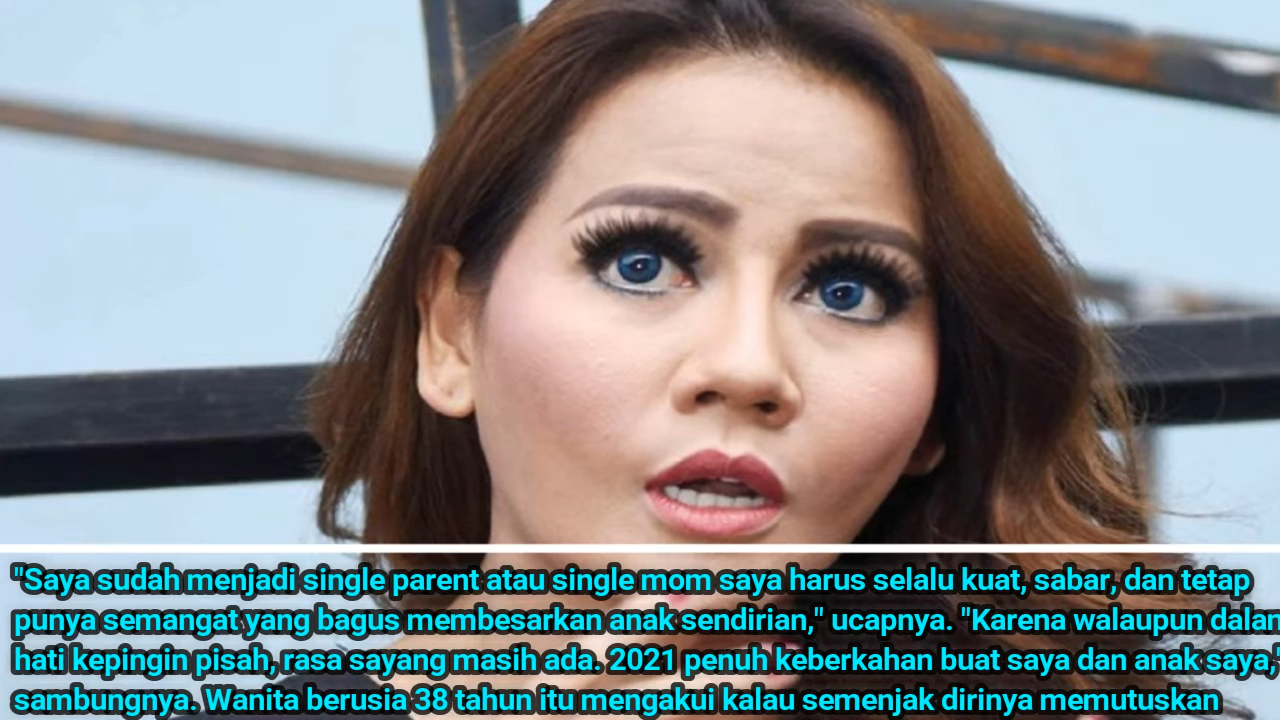 "Saya sudah menjadi single parent atau single mom saya harus selalu kuat, sabar, dan tetap
punya semangat yang bagus membesarkan anak sendirian," ucapnya. "Karena walaupun dalam
hati kepingin pisah, rasa sayang masih ada. 2021 penuh keberkahan buat saya dan anak saya,"
sambungnya. Wanita berusia 38 tahun itu mengakui kalau semenjak dirinya memutuskan